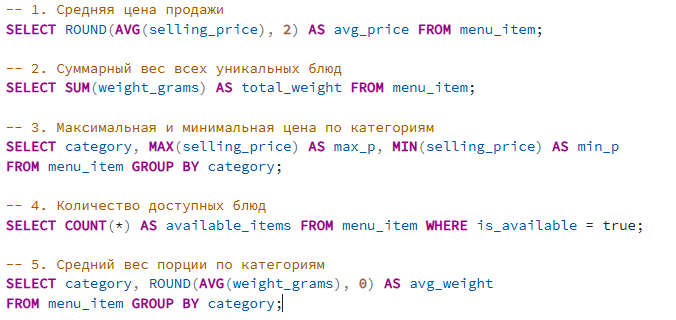 -- 1. Средняя цена продажи
SELECT ROUND(AVG(selling_price), 2) AS avg_price FROM menu_item;
-- 2. Суммарный вес всех уникальных блюд
SELECT SUM(weight_grams) AS total_weight FROM menu_item;
-- 3. Максимальная и минимальная цена по категориям
SELECT category, MAX(selling_price) AS max_p, MIN(selling_price) AS min_p
FROM menu_item GROUP BY category;
-- 4. Количество доступных блюд
SELECT COUNT(*) AS available_items FROM menu_item WHERE is_available = true;
-- 5. Средний вес порции по категориям
SELECT category, ROUND(AVG(weight_grams), 0) AS avg_weight
FROM menu_item GROUP BY category;